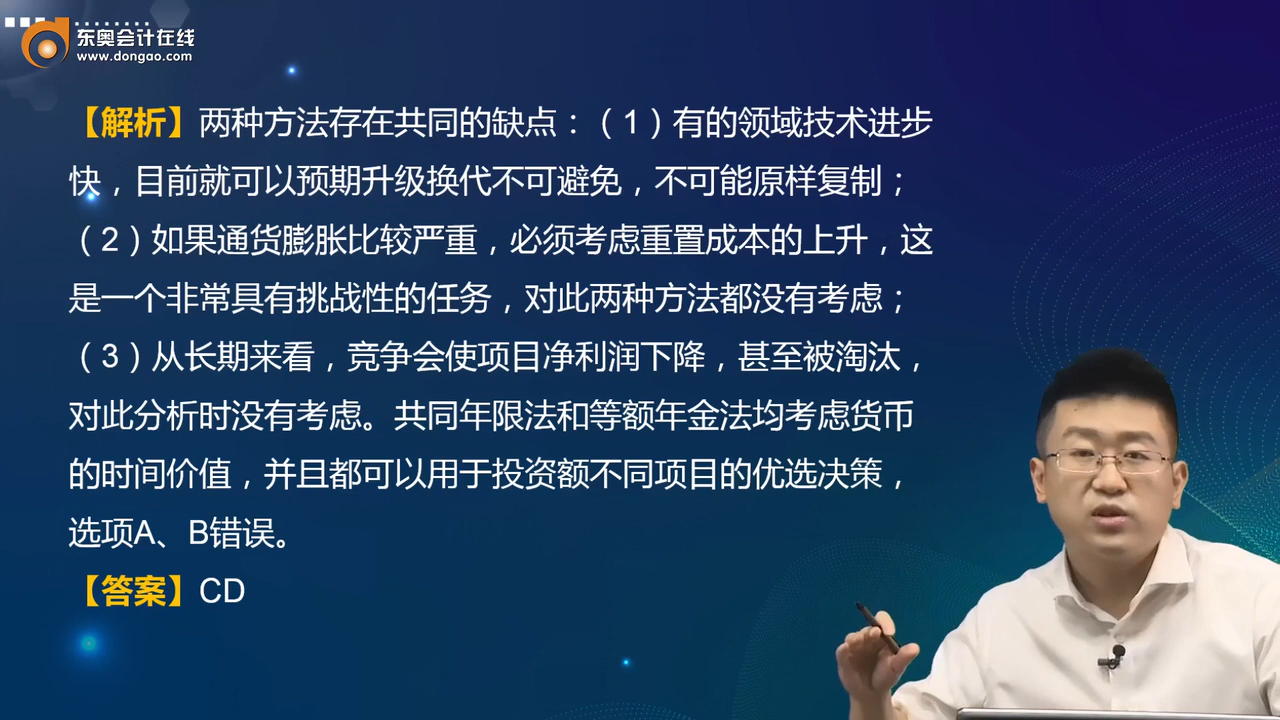 东奥会计在线
www.dongao.com
【解析】两种方法存在共同的缺点：（1）有的领域技术进步
快，目前就可以预期升级换代不可避免，不可能原样复制；
（2）如果通货膨胀比较严重，必须考虑重置成本的上升，这
是一个非常具有挑战性的任务，对此两种方法都没有考虑；
（3）从长期来看，竞争会使项目净利润下降，甚至被淘汰，
对此分析时没有考虑。共同年限法和等额年金法均考虑货币
的时间价值，并且都可以用于投资额不同项目的优选决策，
选项A、B错误。
【答案】CD